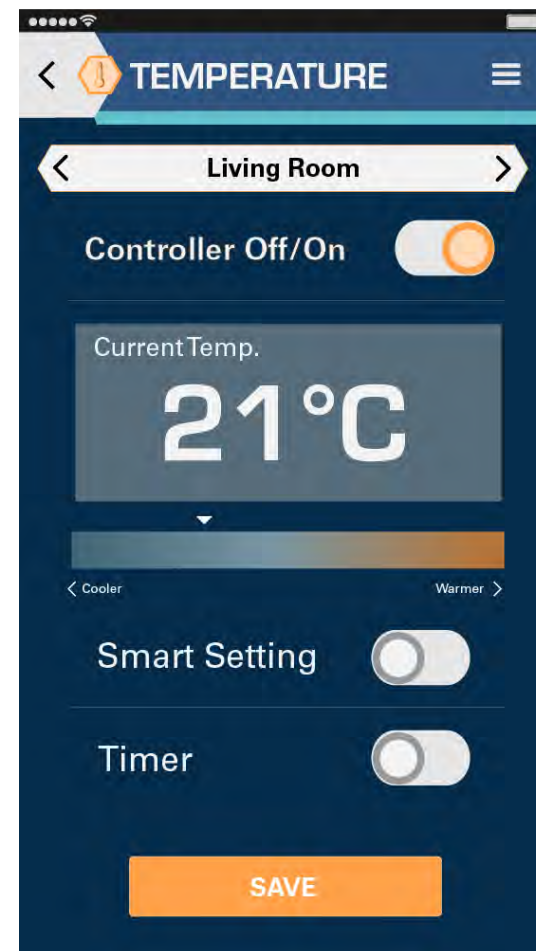 TEMPERATURE
Living Room
Controller Off/On
Current Temp.
21°C
Cooler Warmer
Smart Setting
Timer
SAVE